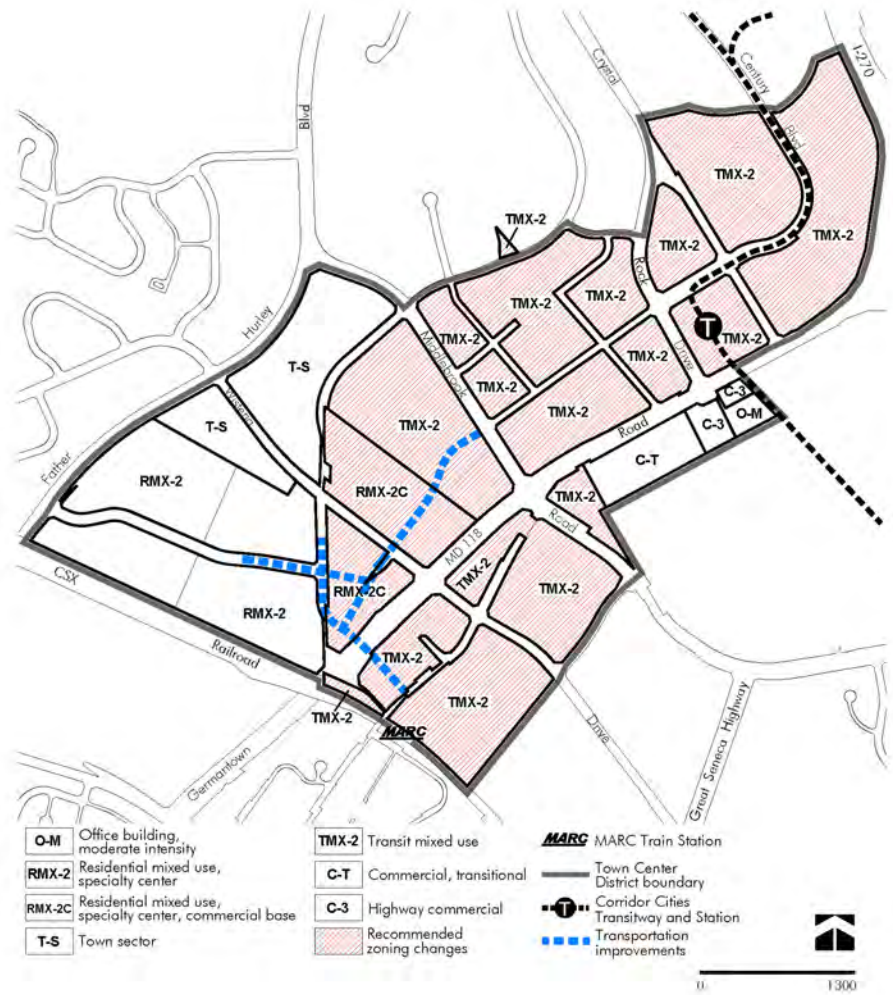 I-270
Century
Blvd
Crystal
Blvd
TMX-2
TMX-2
TMX-2
TMX-2
Rock
TMX-2
TMX-2
Hurley
T-S
Middlebrook
TMX-2
TMX-2
Drive
T
TMX-2
TMX-2
TMX-2
Road
C-3
O-M
C-3
C-T
Wisteria
T-S
TMX-2
Father
RMX-2
RMX-2C
TMX-2
Road
MD 118
TMX-2
TMX-2
CSX
RMX-2C
RMX-2
Railroad
TMX-2
TMX-2
TMX-2
MARC
Drive
Great Seneca Highway
Germantown
O-M Office building,
moderate intensity
RMX-2 Residential mixed use,
specialty center
RMX-2C Residential mixed use,
specialty center, commercial base
T-S Town sector
TMX-2 Transit mixed use
C-T Commercial, transitional
C-3 Highway commercial
Recommended
zoning changes
MARC MARC Train Station
Town Center
District boundary
T Corridor Cities
Transitway and Station
Transportation
improvements
0 1300